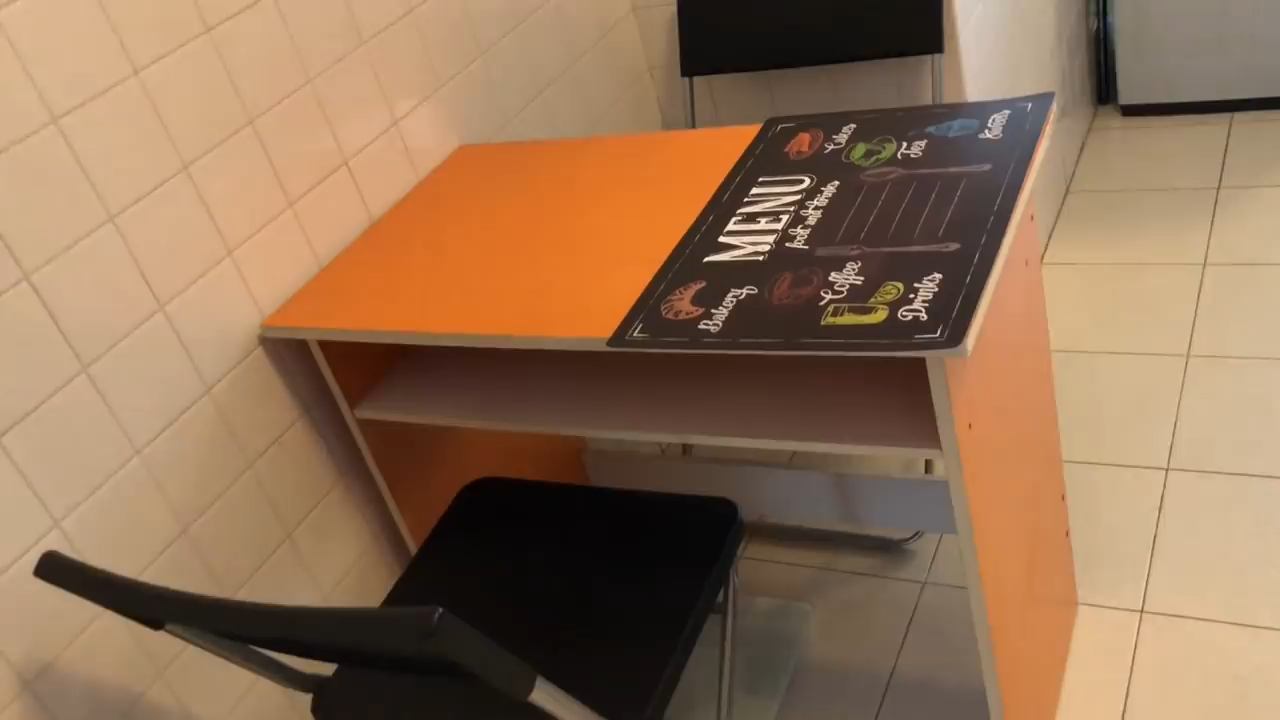 MENU
food and drinks
Bakery
Cakes
Coffee
Tea
Drinks
Sweets